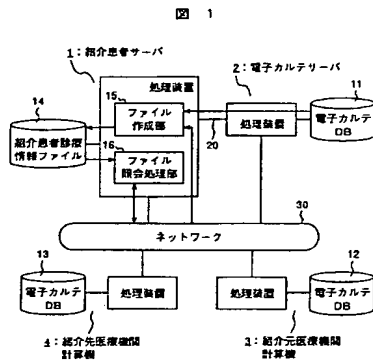 図 1
1：紹介患者サーバ
処理装置
2：電子カルテリーバ
14
15
11
ファイル
作成部
処理装置
電子カルテ
DB
紹介患者診療
情報ファイル
20
16
ファイル
照会処理部
30
ネットワーク
13
12
電子カルテ
DB
処理装置
処理装置
電子カルテ
DB
4：紹介先医療機関
計算機
3：紹介元医療機関
計算機